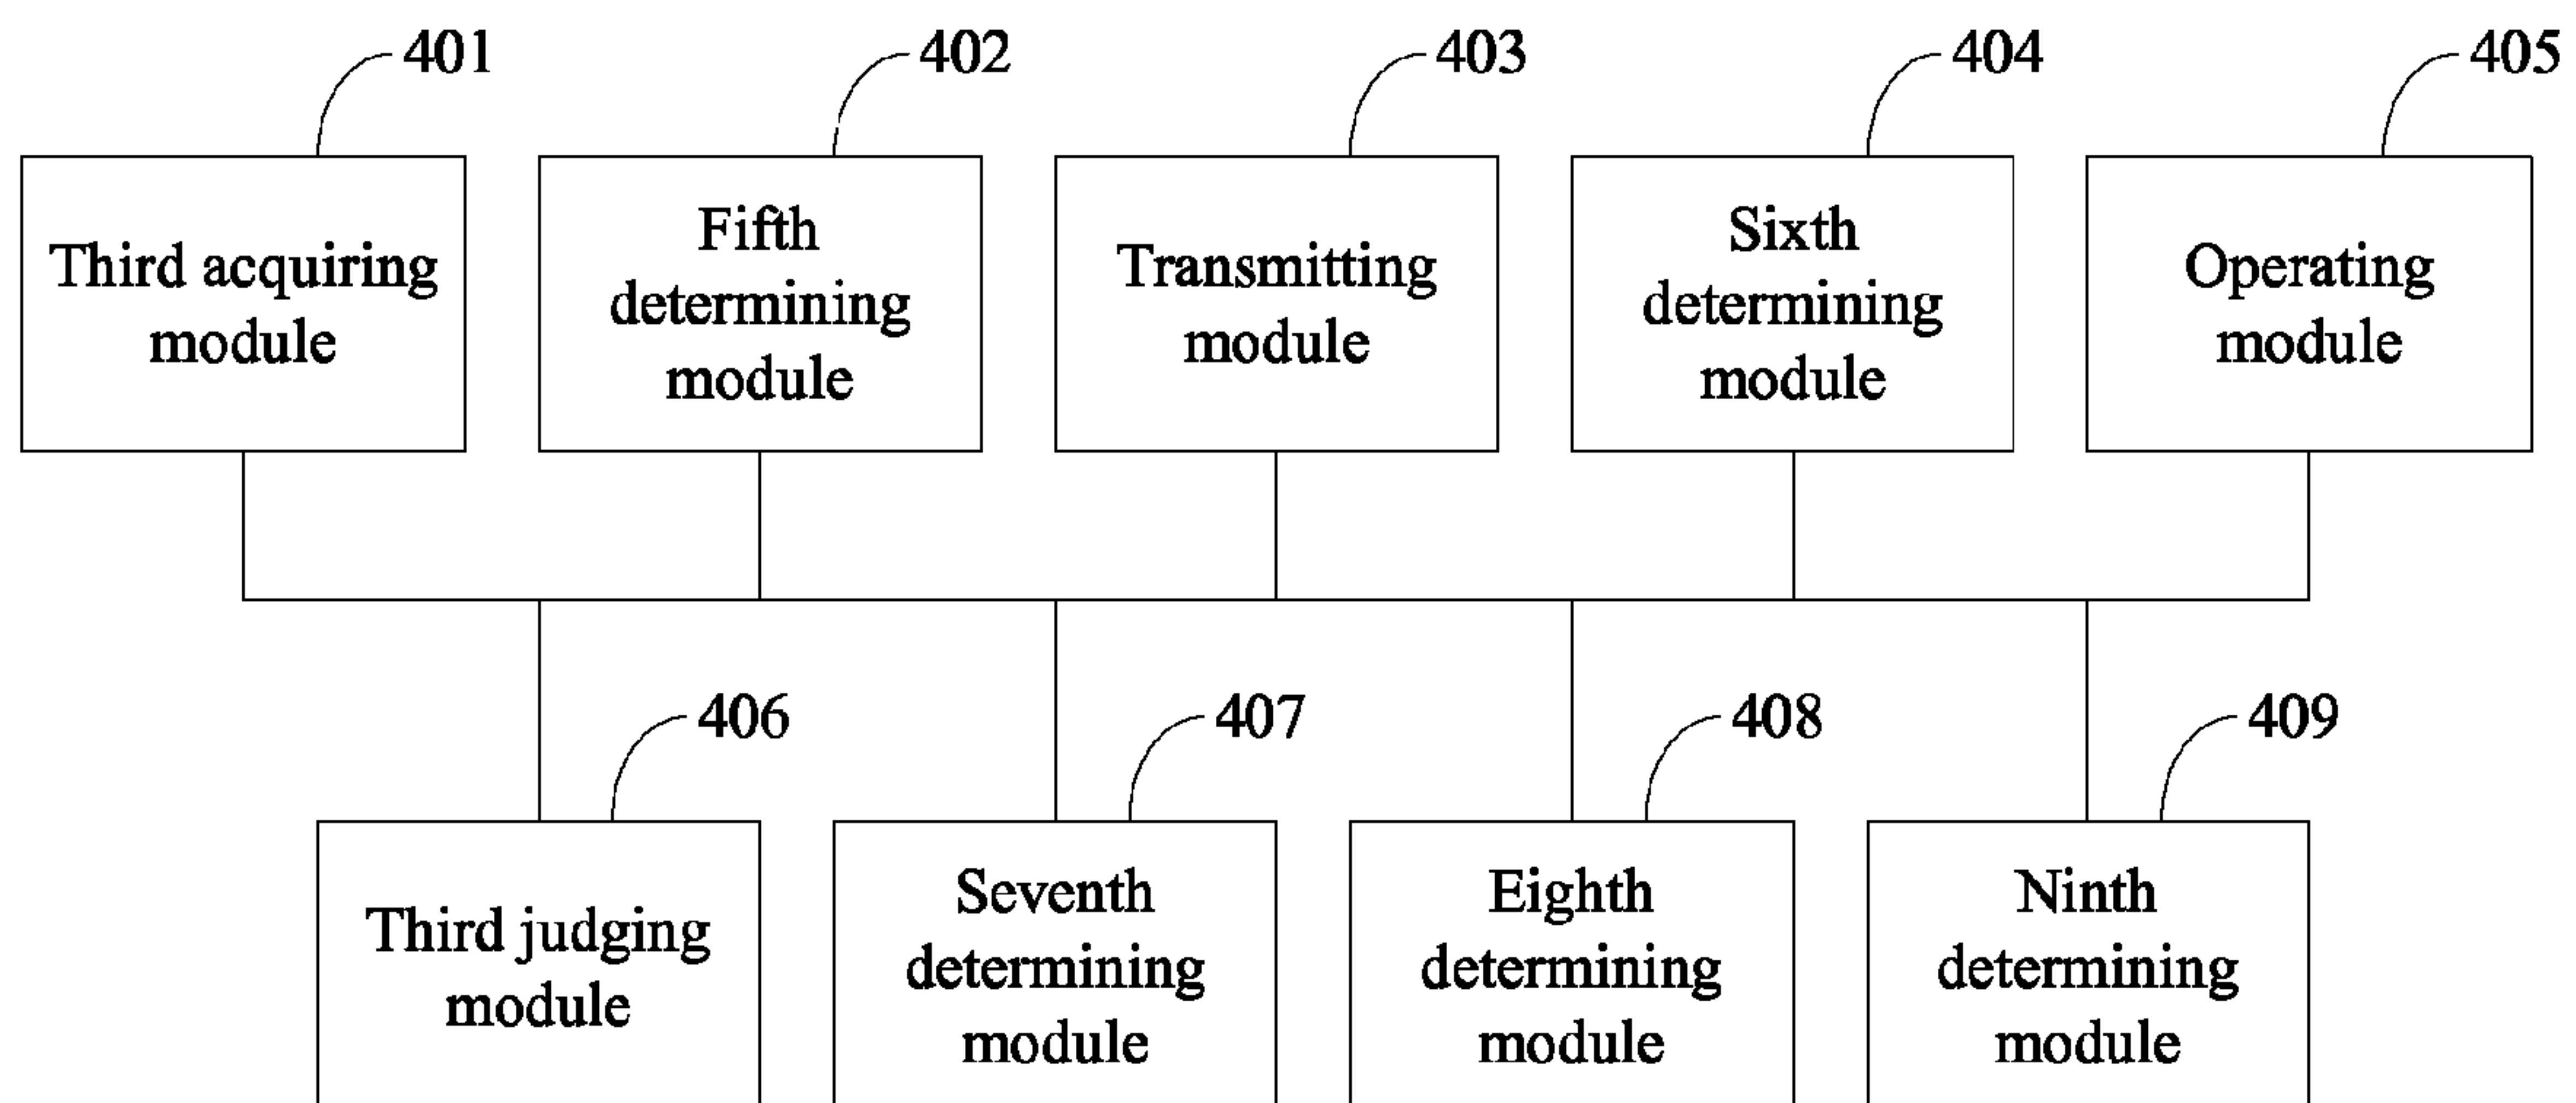 401
402
403
404
405
Third acquiring
module
Fifth
determining
module
Transmitting
module
Sixth
determining
module
Operating
module
406
407
408
409
Third judging
module
Seventh
determining
module
Eighth
determining
module
Ninth
determining
module